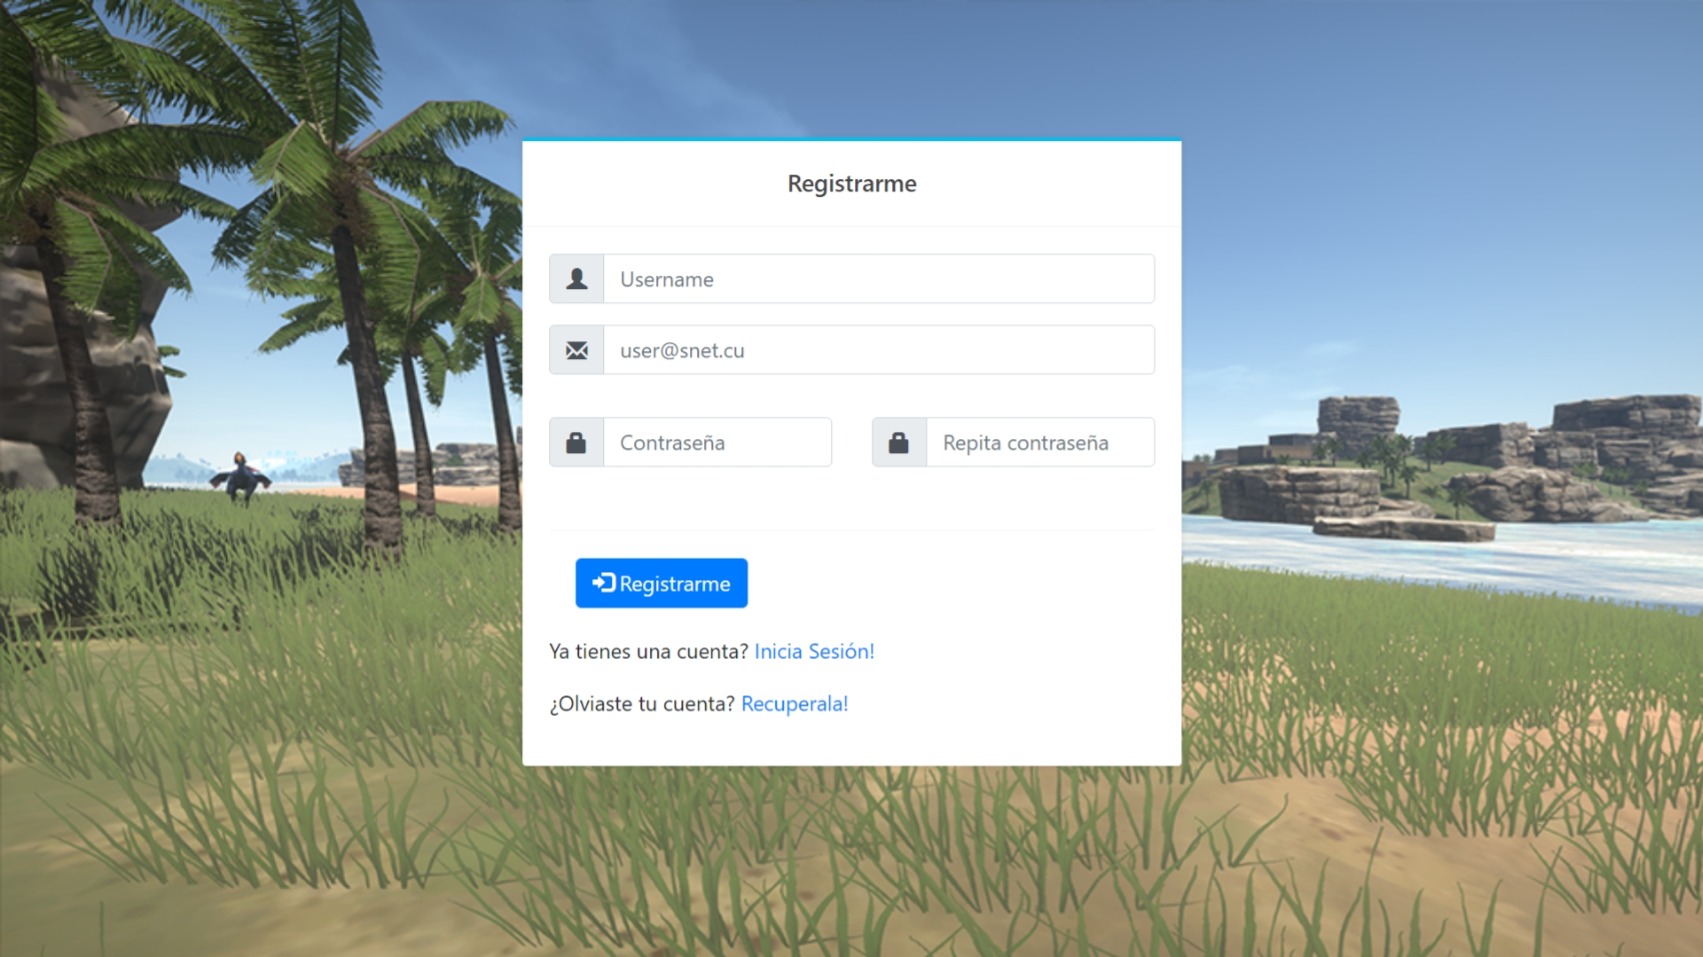 Registrarme
Username
user@snet.cu
Contraseña
Repita contraseña
Registrarme
Ya tienes una cuenta? Inicia Sesión!
¿Olviaste tu cuenta? Recuperala!